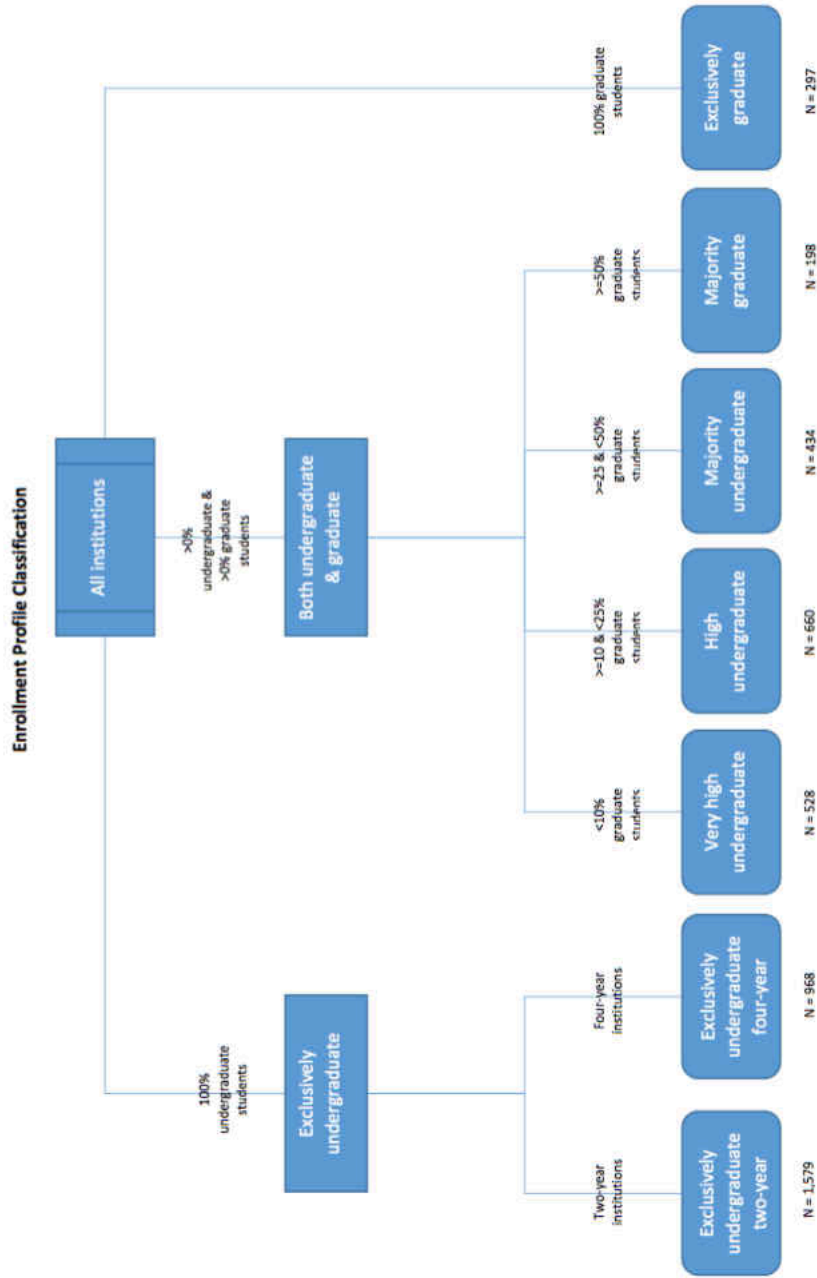 Enrollment Profile Classification
All institutions
>0%
undergraduate &
>0% graduate
students
100%
undergraduate
students
Exclusively
undergraduate
Both undergraduate
& graduate
Two-year
institutions
Four-year
institutions
<10%
graduate
students
>=10 & <25%
graduate
students
>=25 & <50%
graduate
students
>=50%
graduate
students
100% graduate
students
Exclusively
undergraduate
two-year
Exclusively
undergraduate
four-year
Very high
undergraduate
High
undergraduate
Majority
undergraduate
Majority
graduate
Exclusively
graduate
N = 1,579
N = 968
N = 528
N = 660
N = 434
N = 198
N = 297